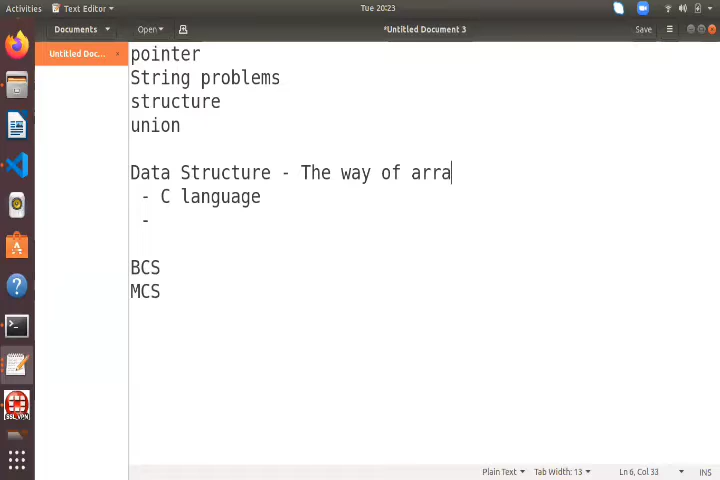 Activities Text Editor Tue 20:23
Documents Open *Untitled Document 3 Save
Untitled Doc...
pointer
String problems
structure
union
Data Structure - The way of arra
- C language
-
BCS
MCS
[SSL VPN]
Plain Text Tab Width: 13 Ln 6, Col 33 INS